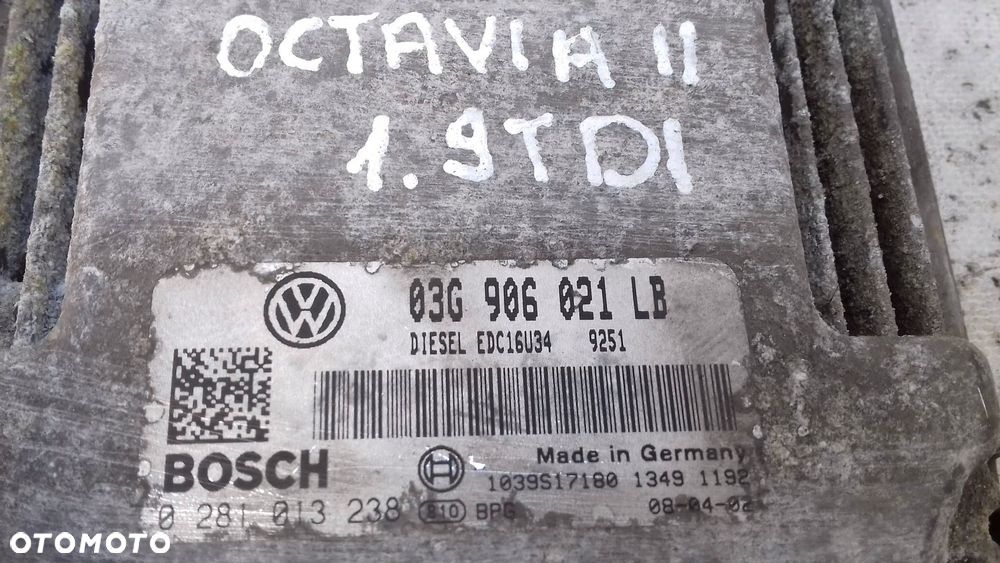 OCTAVIA II
1.9TDI
03G 906 021 LB
DIESEL EDC16U34 9251
BOSCH
Made in Germany
1039S17180 1349 1192
0 281 013 238 810 BPG 08-04-02
OTOMOTO